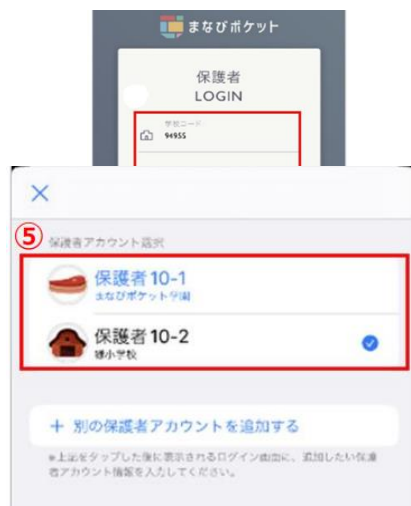 まなびポケット
保護者
LOGIN
学校コード
94955
⑤
保護者アカウント選択
保護者 10-1
まなびポケット学園
保護者 10-2
雄小学校
+ 別の保護者アカウントを追加する
※上記をタップした後に表示されるログイン画面に、追加したい保護
者アカウント情報を入力してください。